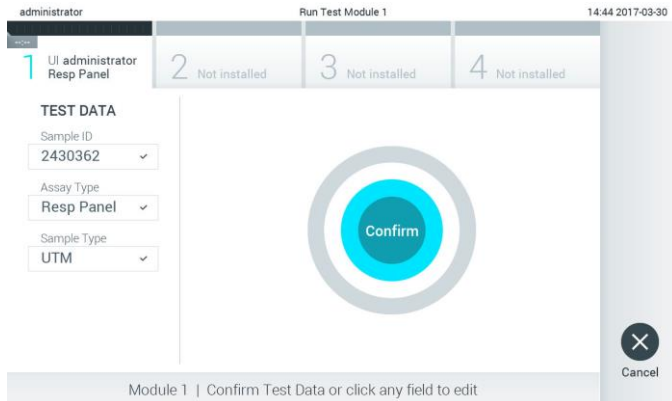 administrator Run Test Module 1 14:44 2017-03-30
--:--
1 UI administrator
Resp Panel
2 Not installed
3 Not installed
4 Not installed
TEST DATA
Sample ID
2430362
Assay Type
Resp Panel
Sample Type
UTM
Confirm
Cancel
Module 1 | Confirm Test Data or click any field to edit